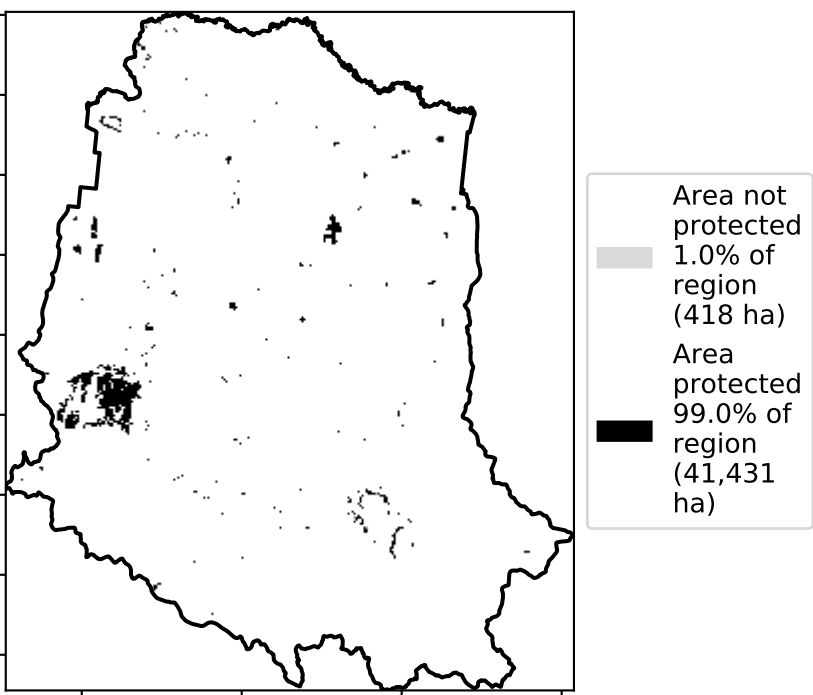 Area not
protected
1.0% of
region
(418 ha)
Area
protected
99.0% of
region
(41,431
ha)